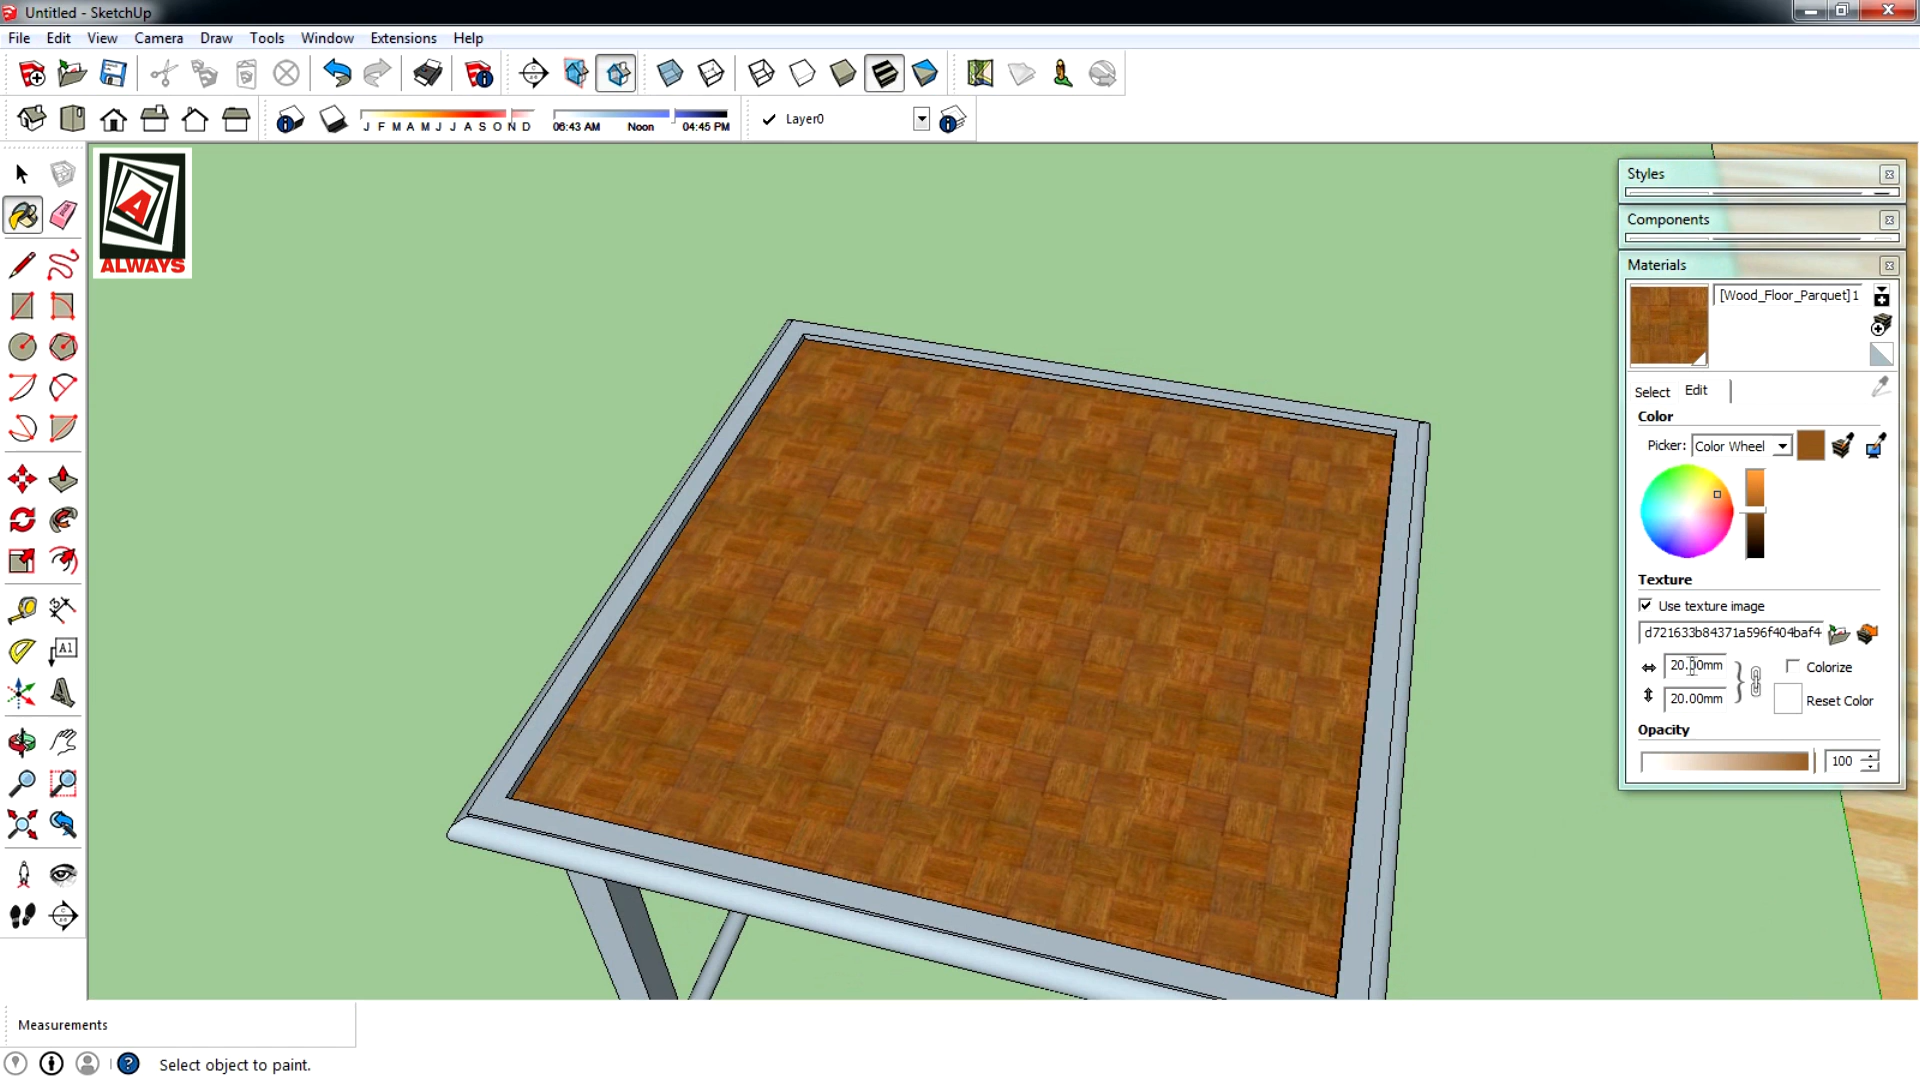 Untitled - SketchUp
File Edit View Camera Draw Tools Window Extensions Help
J F M A M J J A S O N D
06:43 AM Noon 04:45 PM
Layer0
A
ALWAYS
A1
Styles
Components
Materials
[Wood_Floor_Parquet]1
Select Edit
Color
Picker: Color Wheel
Texture
Use texture image
d721633b84371a596f404baf4
20.00mm
Colorize
20.00mm
Reset Color
Opacity
100
Measurements
Select object to paint.